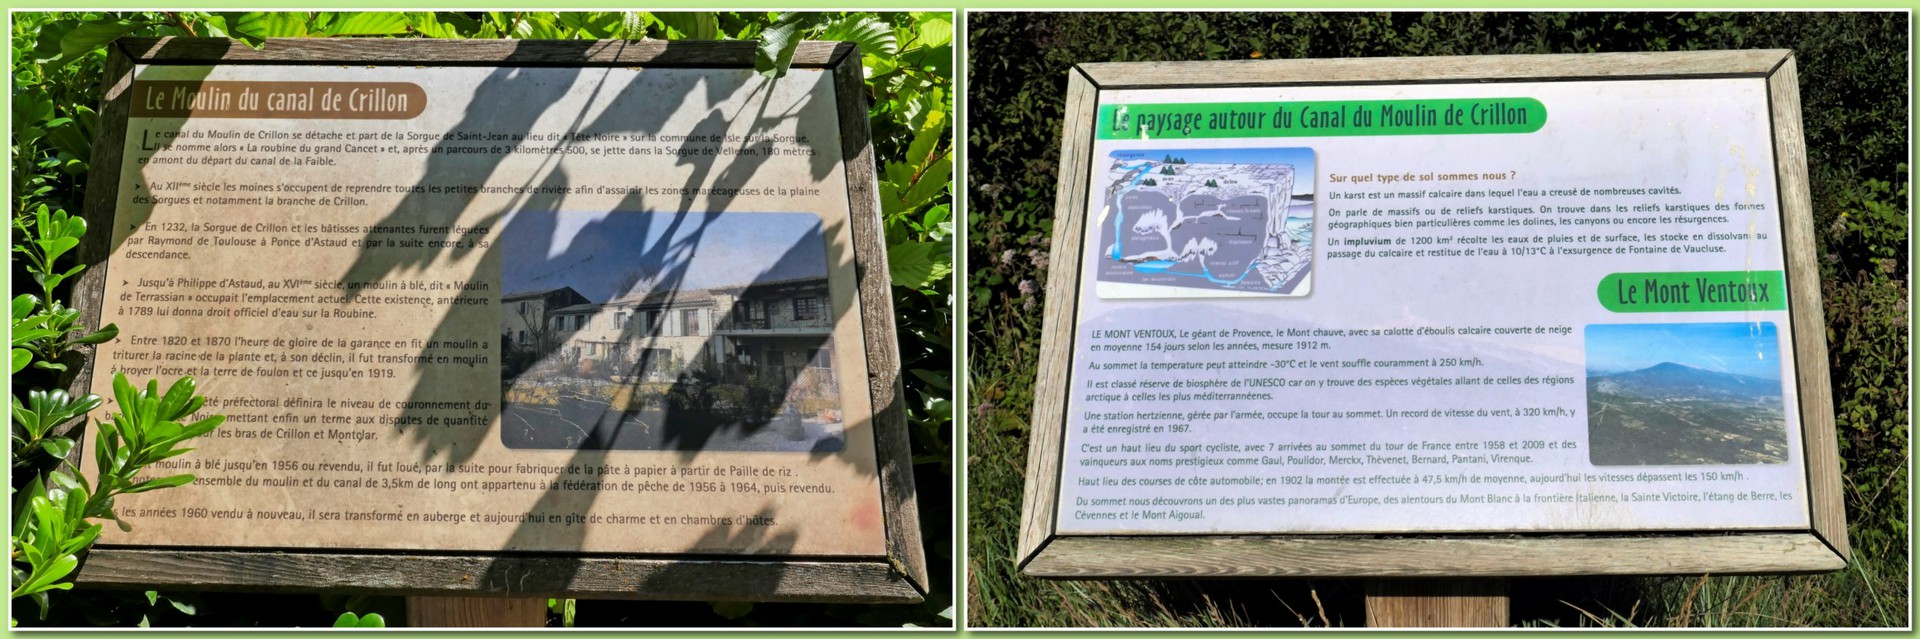 Le Moulin du canal de Crillon
Le canal du Moulin de Crillon se détache et part de la Sorgue de Saint-Jean au lieu dit « Tête Noire » sur la commune de Isle sur la Sorgue.
Il se nomme alors « La roubine du grand Cancet » et, après un parcours de 3 kilomètres 500, se jette dans la Sorgue de Velleron, 180 mètres
en amont du départ du canal de la Faible.
➤ Au XIIème siècle les moines s'occupent de reprendre toutes les petites branches de rivière afin d'assainir les zones marécageuses de la plaine
des Sorgues et notamment la branche de Crillon.
➤ En 1232, la Sorgue de Crillon et les bâtisses attenantes furent léguées
par Raymond de Toulouse à Ponce d'Astaud et par la suite encore, à sa
descendance.
➤ Jusqu'à Philippe d'Astaud, au XVIème siècle, un moulin à blé, dit « Moulin
de Terrassian » occupait l'emplacement actuel. Cette existence, antérieure
à 1789 lui donna droit officiel d'eau sur la Roubine.
➤ Entre 1820 et 1870 l'heure de gloire de la garance en fit un moulin a
triturer la racine de la plante et, à son déclin, il fut transformé en moulin
à broyer l'ocre et la terre de foulon et ce jusqu'en 1919.
préfectoral définira le niveau de couronnement du
mettant enfin un terme aux disputes de quantité
les bras de Crillon et Montclar.
moulin à blé jusqu'en 1956 ou revendu, il fut loué, par la suite pour fabriquer de la pâte à papier à partir de Paille de riz .
ensemble du moulin et du canal de 3,5km de long ont appartenu à la fédération de pêche de 1956 à 1964, puis revendu.
les années 1960 vendu à nouveau, il sera transformé en auberge et aujourd'hui en gîte de charme et en chambres d'hôtes.
Le paysage autour du Canal du Moulin de Crillon
Sur quel type de sol sommes nous ?
Un karst est un massif calcaire dans lequel l'eau a creusé de nombreuses cavités.
On parle de massifs ou de reliefs karstiques. On trouve dans les reliefs karstiques des formes
géographiques bien particulières comme les dolines, les canyons ou encore les résurgences.
Un impluvium de 1200 km² récolte les eaux de pluies et de surface, les stocke en dissolvant au
passage du calcaire et restitue de l'eau à 10/13°C à l'exsurgence de Fontaine de Vaucluse.
Le Mont Ventoux
LE MONT VENTOUX, Le géant de Provence, le Mont chauve, avec sa calotte d'éboulis calcaire couverte de neige
en moyenne 154 jours selon les années, mesure 1912 m.
Au sommet la temperature peut atteindre -30°C et le vent souffle couramment à 250 km/h.
Il est classé réserve de biosphère de l'UNESCO car on y trouve des espèces végétales allant de celles des régions
arctique à celles les plus méditerranéenes.
Une station hertzienne, gérée par l'armée, occupe la tour au sommet. Un record de vitesse du vent, à 320 km/h, y
a été enregistré en 1967.
C'est un haut lieu du sport cycliste, avec 7 arrivées au sommet du tour de France entre 1958 et 2009 et des
vainqueurs aux noms prestigieux comme Gaul, Poulidor, Merckx, Thévenet, Bernard, Pantani, Virenque.
Haut lieu des courses de côte automobile; en 1902 la montée est effectuée à 47,5 km/h de moyenne, aujourd'hui les vitesses dépassent les 150 km/h .
Du sommet nous découvrons un des plus vastes panoramas d'Europe, des alentours du Mont Blanc à la frontière Italienne, la Sainte Victoire, l'étang de Berre, les
Cévennes et le Mont Aigoual.